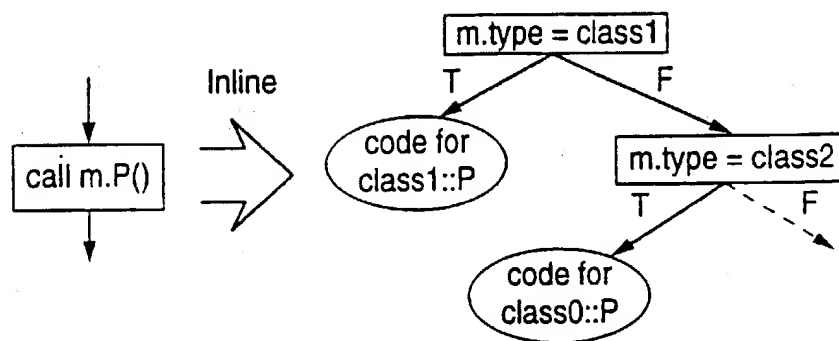 m.type = class1
Inline
T
F
code for
class1::P
call m.P()
m.type = class2
T
F
code for
class0::P